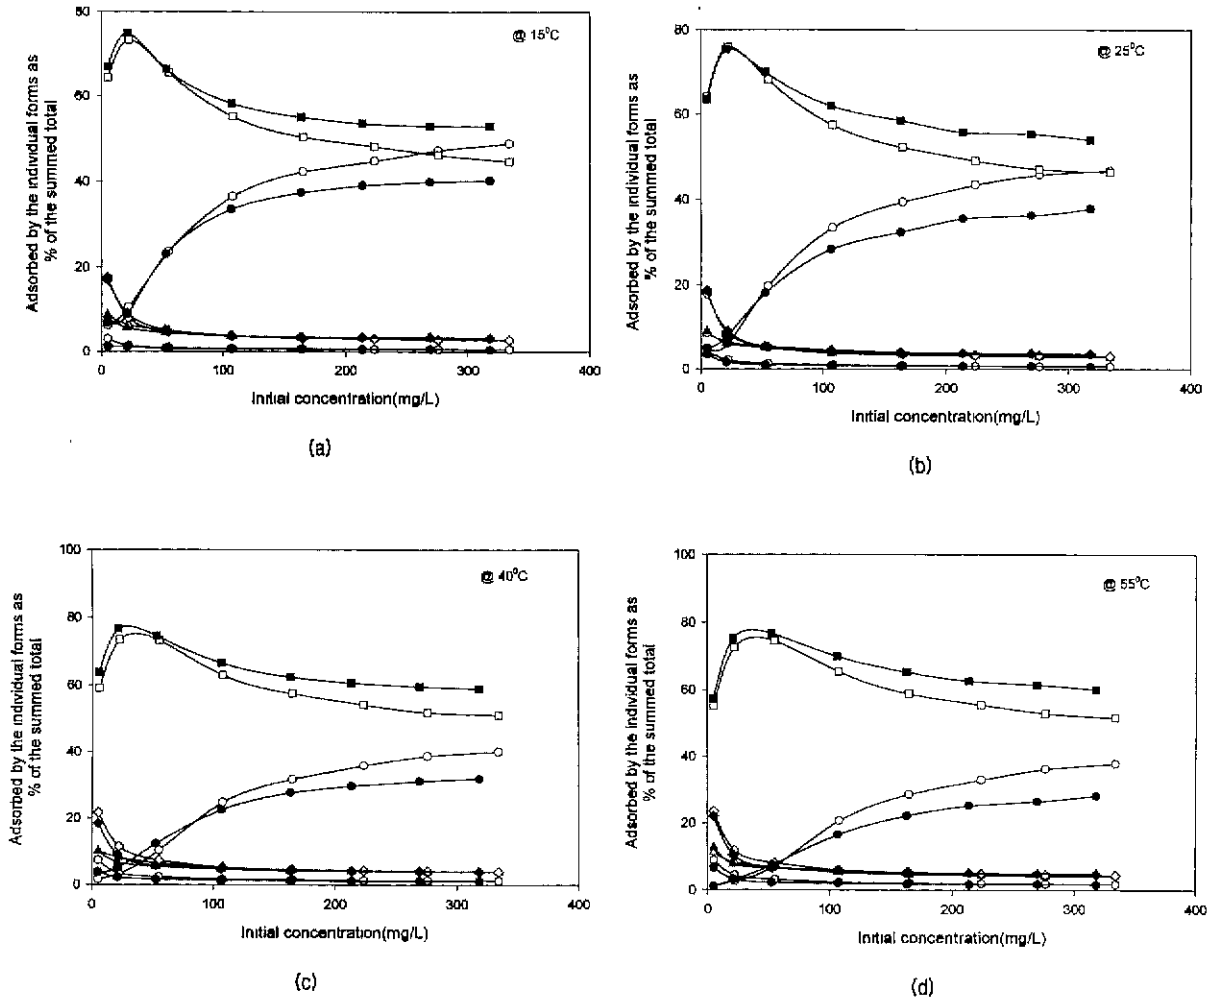 80
60
40
20
0
0
100
200
300
400
@ 15⁰C
Adsorbed by the individual forms as
% of the summed total
Initial concentration(mg/L)
(a)
80
60
40
20
0
0
100
200
300
400
@ 25⁰C
Adsorbed by the individual forms as
% of the summed total
Initial concentration(mg/L)
(b)
100
80
60
40
20
0
0
100
200
300
400
@ 40⁰C
Adsorbed by the individual forms as
% of the summed total
Initial concentration(mg/L)
(c)
100
80
60
40
20
0
0
100
200
300
400
@ 55⁰C
Adsorbed by the individual forms as
% of the summed total
Initial concentration(mg/L)
(d)